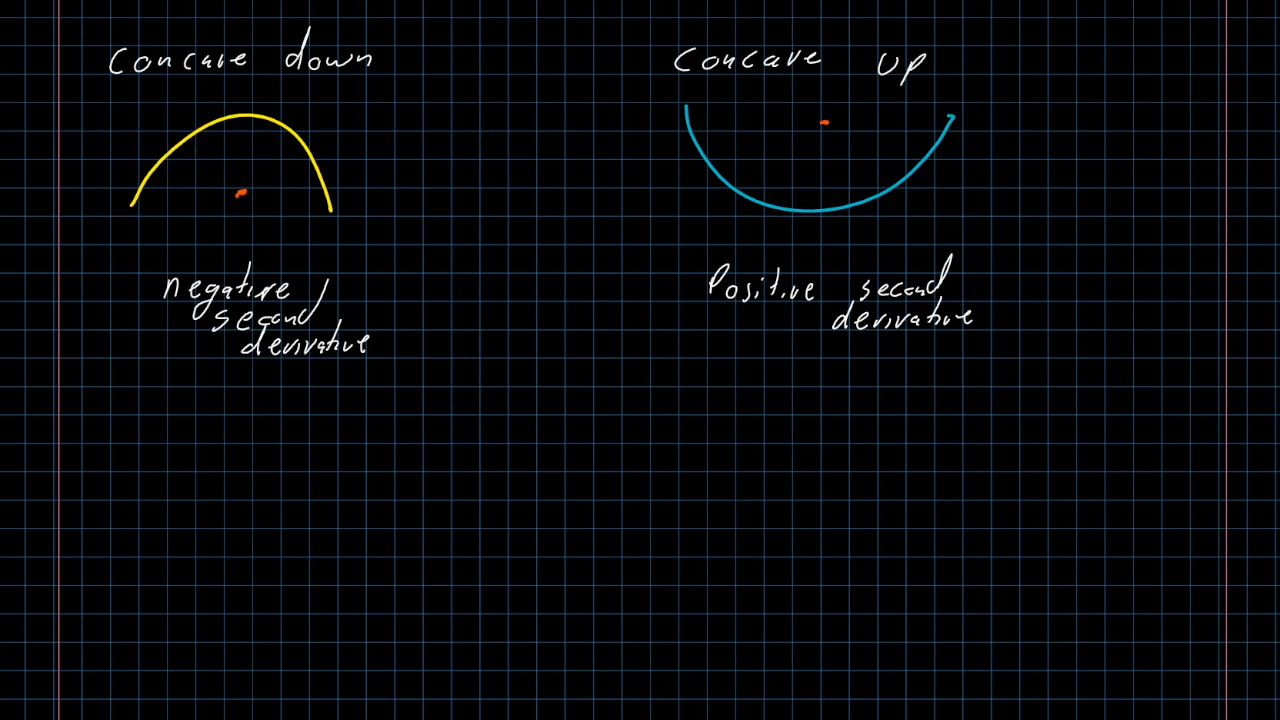 Concave down
Concave up
negative
second
derivative
Positive second
derivative